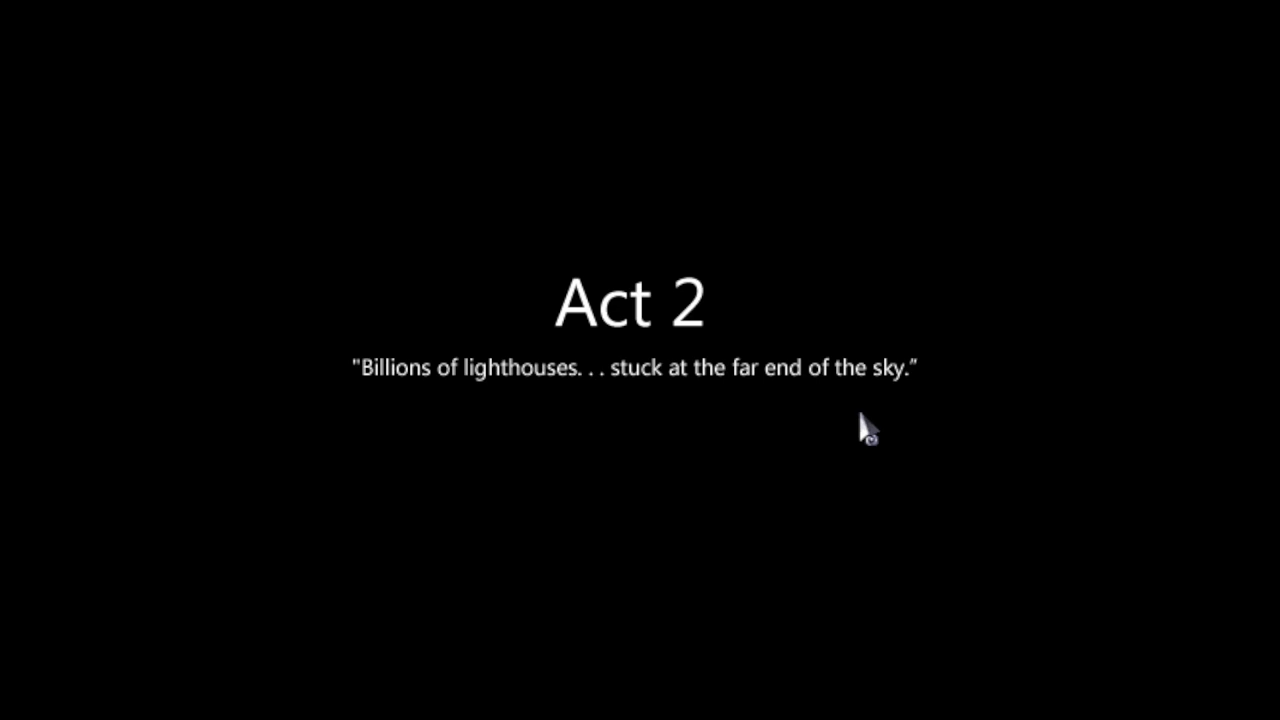 Act 2
"Billions of lighthouses. . . stuck at the far end of the sky.”